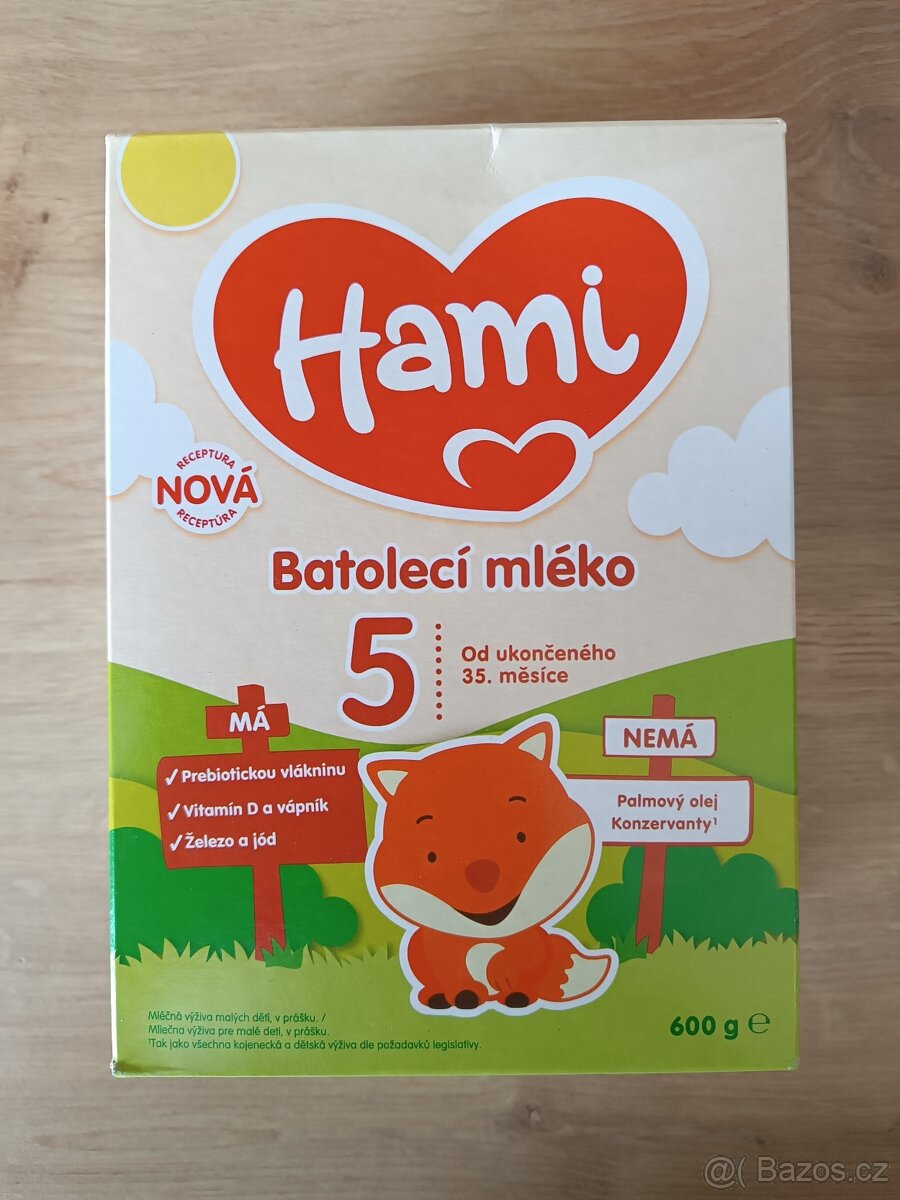 Hami
RECEPTURA
NOVÁ
RECEPTÚRA
Batolecí mléko
5
Od ukončeného
35. měsíce
MÁ
✓Prebiotickou vlákninu
✓Vitamín D a vápník
✓Železo a jód
NEMÁ
Palmový olej
Konzervanty¹
Mléčná výživa malých dětí, v prášku. /
Mliečna výživa pre malé deti, v prášku.
¹Tak jako všechna kojenecká a dětská výživa dle požadavků legislativy.
600 g ℮
@( Bazos.cz